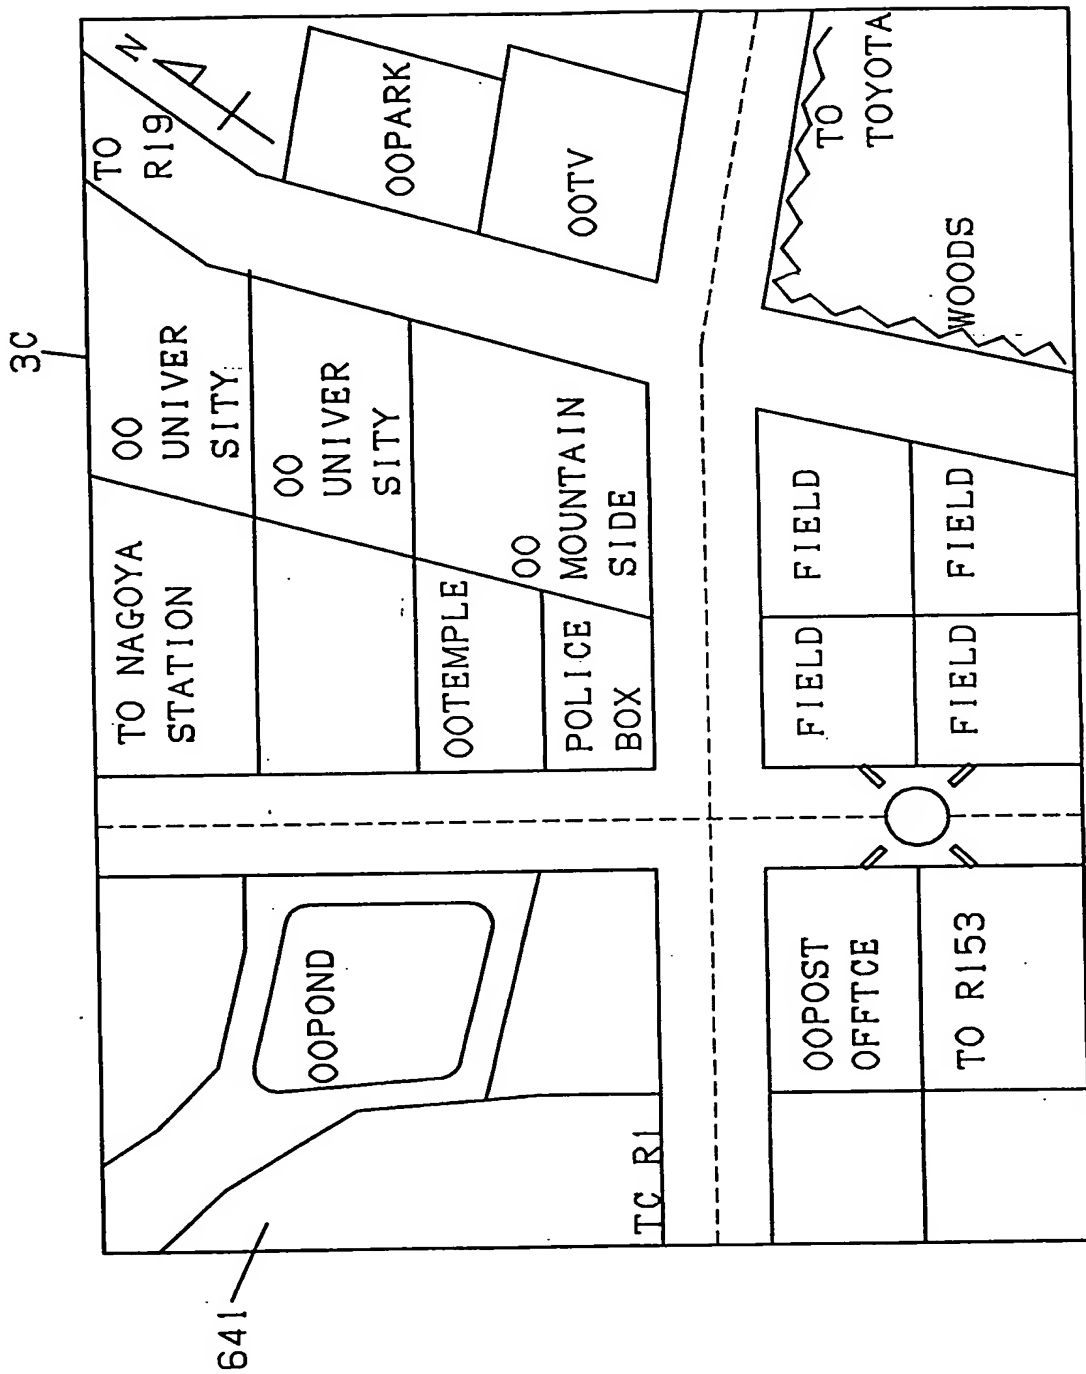 3C
641
TO NAGOYA
STATION
OO
UNIVER
SITY
TO
R19
N
OOPOND
OO
UNIVER
SITY
OOPARK
OOTEMPLE
OO
MOUNTAIN
SIDE
OOTV
POLICE
BOX
TC R1
OOPOST
OFFTCE
FIELD
FIELD
TO
TOYOTA
TO R153
FIELD
FIELD
WOODS